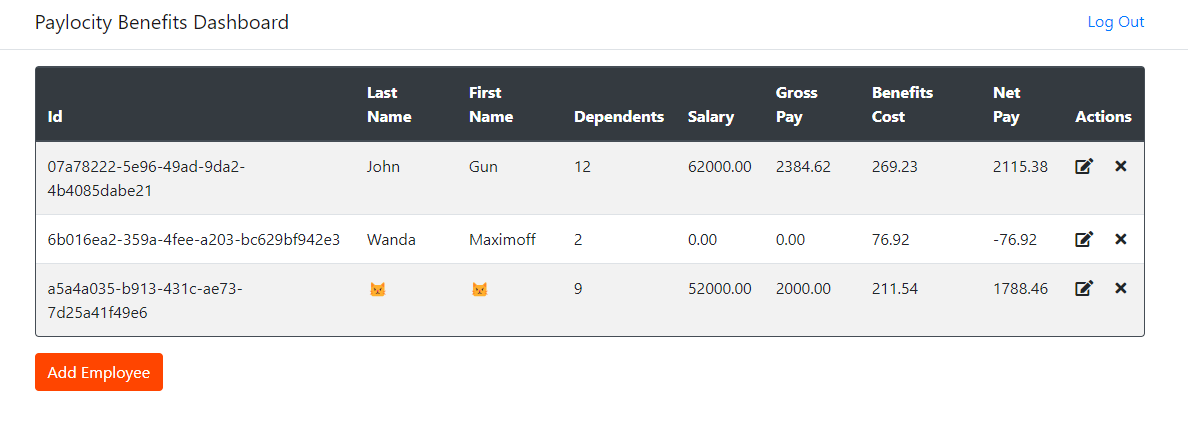 Paylocity Benefits Dashboard Log Out
Last First Gross Benefits Net
Id Name Name Dependents Salary Pay Cost Pay Actions
07a78222-5e96-49ad-9da2- John Gun 12 62000.00 2384.62 269.23 2115.38
4b4085dabe21
6b016ea2-359a-4fee-a203-bc629bf942e3 Wanda Maximoff 2 0.00 0.00 76.92 -76.92
a5a4a035-b913-431c-ae73- 😾 😾 9 52000.00 2000.00 211.54 1788.46
7d25a41f49e6
Add Employee